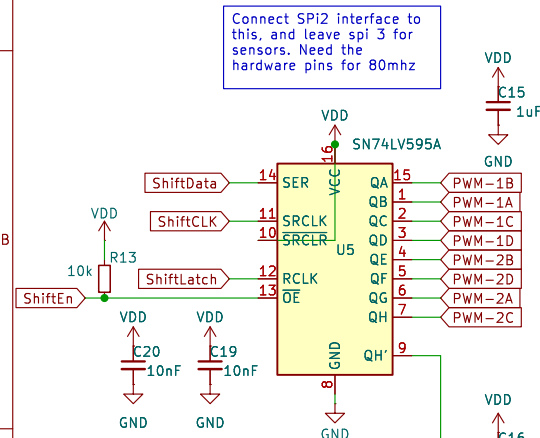 Connect SPi2 interface to
this, and leave spi 3 for
sensors. Need the
hardware pins for 80mhz
C15
1uF
GND
VDD
VDD
SN74LV595A
16
VCC
ShiftData
14
SER
QA
15
PWM-1B
QB
1
PWM-1A
ShiftCLK
11
SRCLK
QC
2
PWM-1C
10
SRCLR
QD
3
PWM-1D
U5
QE
4
PWM-2B
B
VDD
R13
10k
ShiftLatch
12
RCLK
QF
5
PWM-2D
ShiftEn
13
OE
QG
6
PWM-2A
QH
7
PWM-2C
VDD
C20
10nF
GND
VDD
C19
10nF
GND
QH'
9
GND
8
GND
VDD
C16